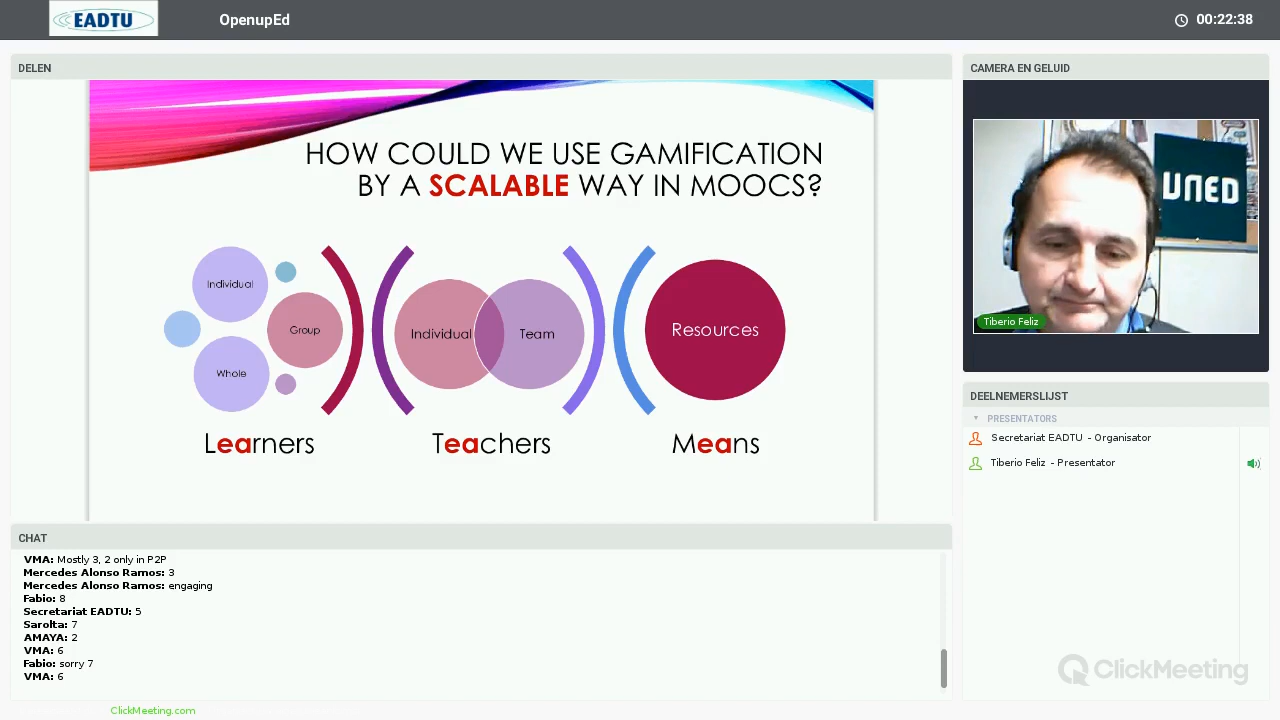 EADTU
OpenupEd
00:22:38
DELEN
HOW COULD WE USE GAMIFICATION
BY A SCALABLE WAY IN MOOCS?
Individual
Group
Whole
Learners
Individual
Team
Teachers
Resources
Means
CHAT
VMA: Mostly 3, 2 only in P2P
Mercedes Alonso Ramos: 3
Mercedes Alonso Ramos: engaging
Fabio: 8
Secretariat EADTU: 5
Sarolta: 7
AMAYA: 2
VMA: 6
Fabio: sorry 7
VMA: 6
ClickMeeting.com
CAMERA EN GELUID
UNED
Tiberio Feliz
DEELNEMERSLIJST
PRESENTATORS
Secretariat EADTU - Organisator
Tiberio Feliz - Presentator
ClickMeeting